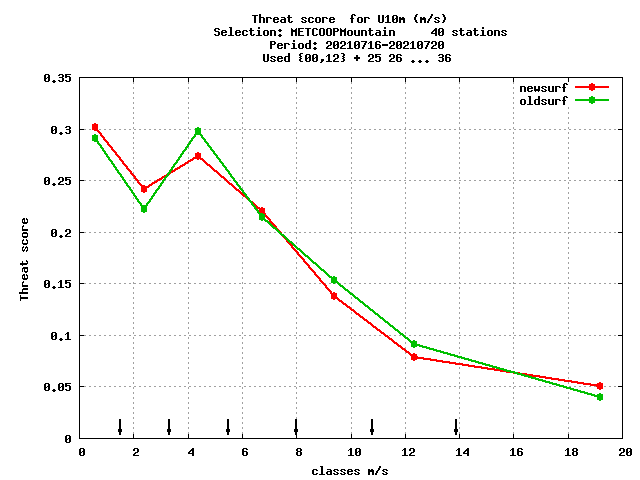 Threat score  for U10m (m/s)
Selection: METCOOPMountain     40 stations
Period: 20210716-20210720
Used {00,12} + 25 26 ... 36
newsurf
oldsurf
Threat score
0.35
0.3
0.25
0.2
0.15
0.1
0.05
0
0 2 4 6 8 10 12 14 16 18 20
classes m/s